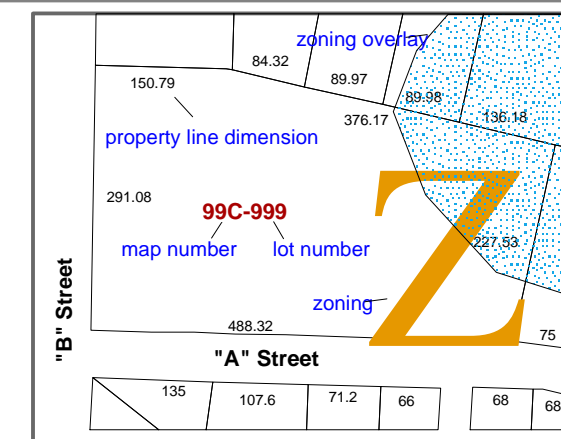 zoning overlay
84.32
150.79
89.97
89.98
376.17
136.18
property line dimension
291.08
99C-999
map number
lot number
227.53
Z
zoning
488.32
75
"B" Street
"A" Street
135
107.6
71.2
66
68
68